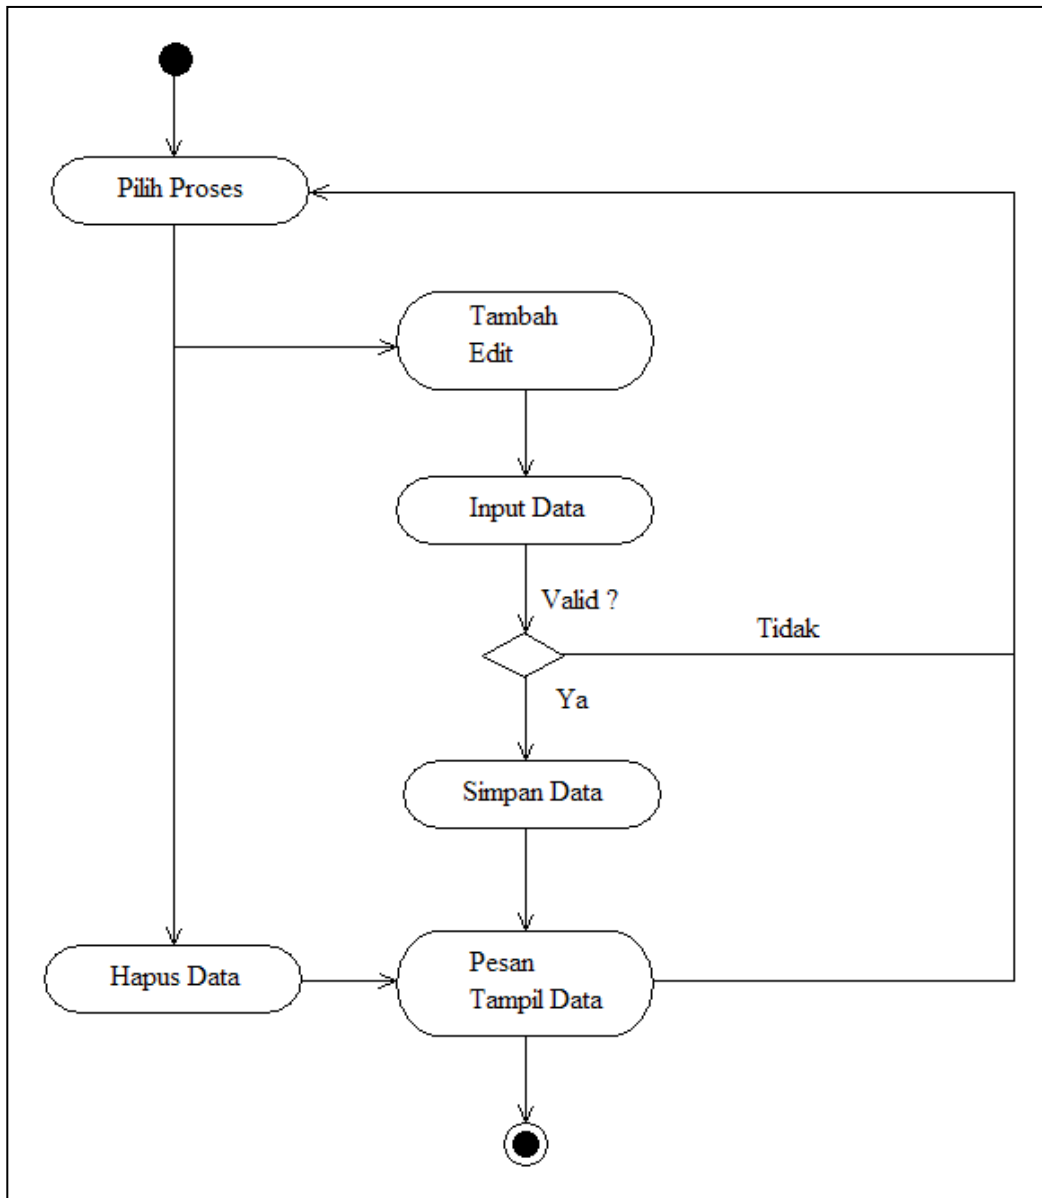 Pilih Proses
Tambah
Edit
Input Data
Valid ?
Tidak
Ya
Simpan Data
Hapus Data
Pesan
Tampil Data